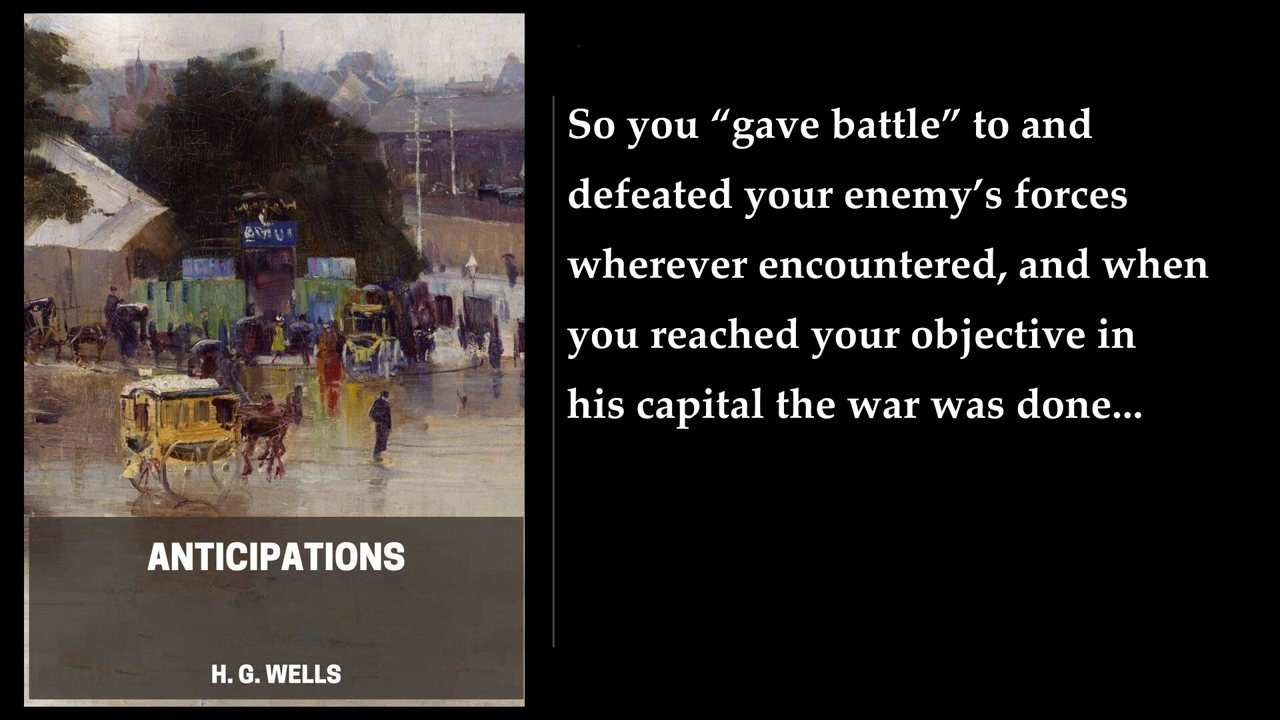 ANTICIPATIONS
H. G. WELLS
So you “gave battle” to and
defeated your enemy’s forces
wherever encountered, and when
you reached your objective in
his capital the war was done...